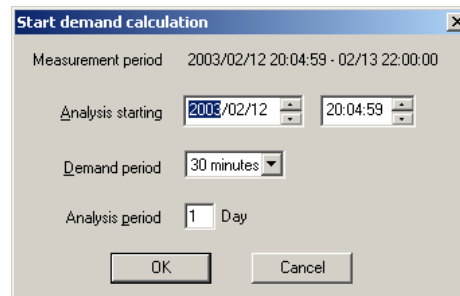 Start demand calculation
Measurement period 2003/02/12 20:04:59 - 02/13 22:00:00
Analysis starting 2003/02/12 20:04:59
Demand period 30 minutes
Analysis period 1 Day
OK Cancel